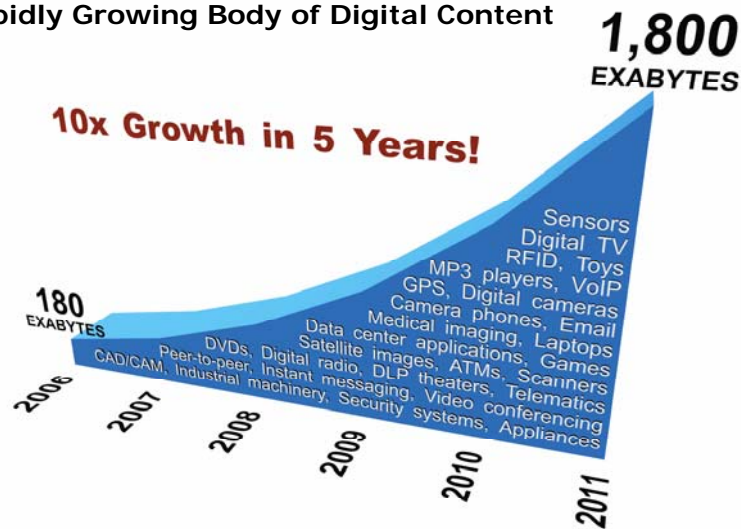 pidly Growing Body of Digital Content
1,800
EXABYTES
10x Growth in 5 Years!
180
EXABYTES
Sensors
Digital TV
RFID, Toys
MP3 players, VoIP
GPS, Digital cameras
Camera phones, Email
Medical imaging, Laptops
Data center applications, Games
Satellite images, ATMs, Scanners
DVDs, Digital radio, DLP theaters, Telematics
Peer-to-peer, Instant messaging, Video conferencing
CAD/CAM, Industrial machinery, Security systems, Appliances
2006
2007
2008
2009
2010
2011